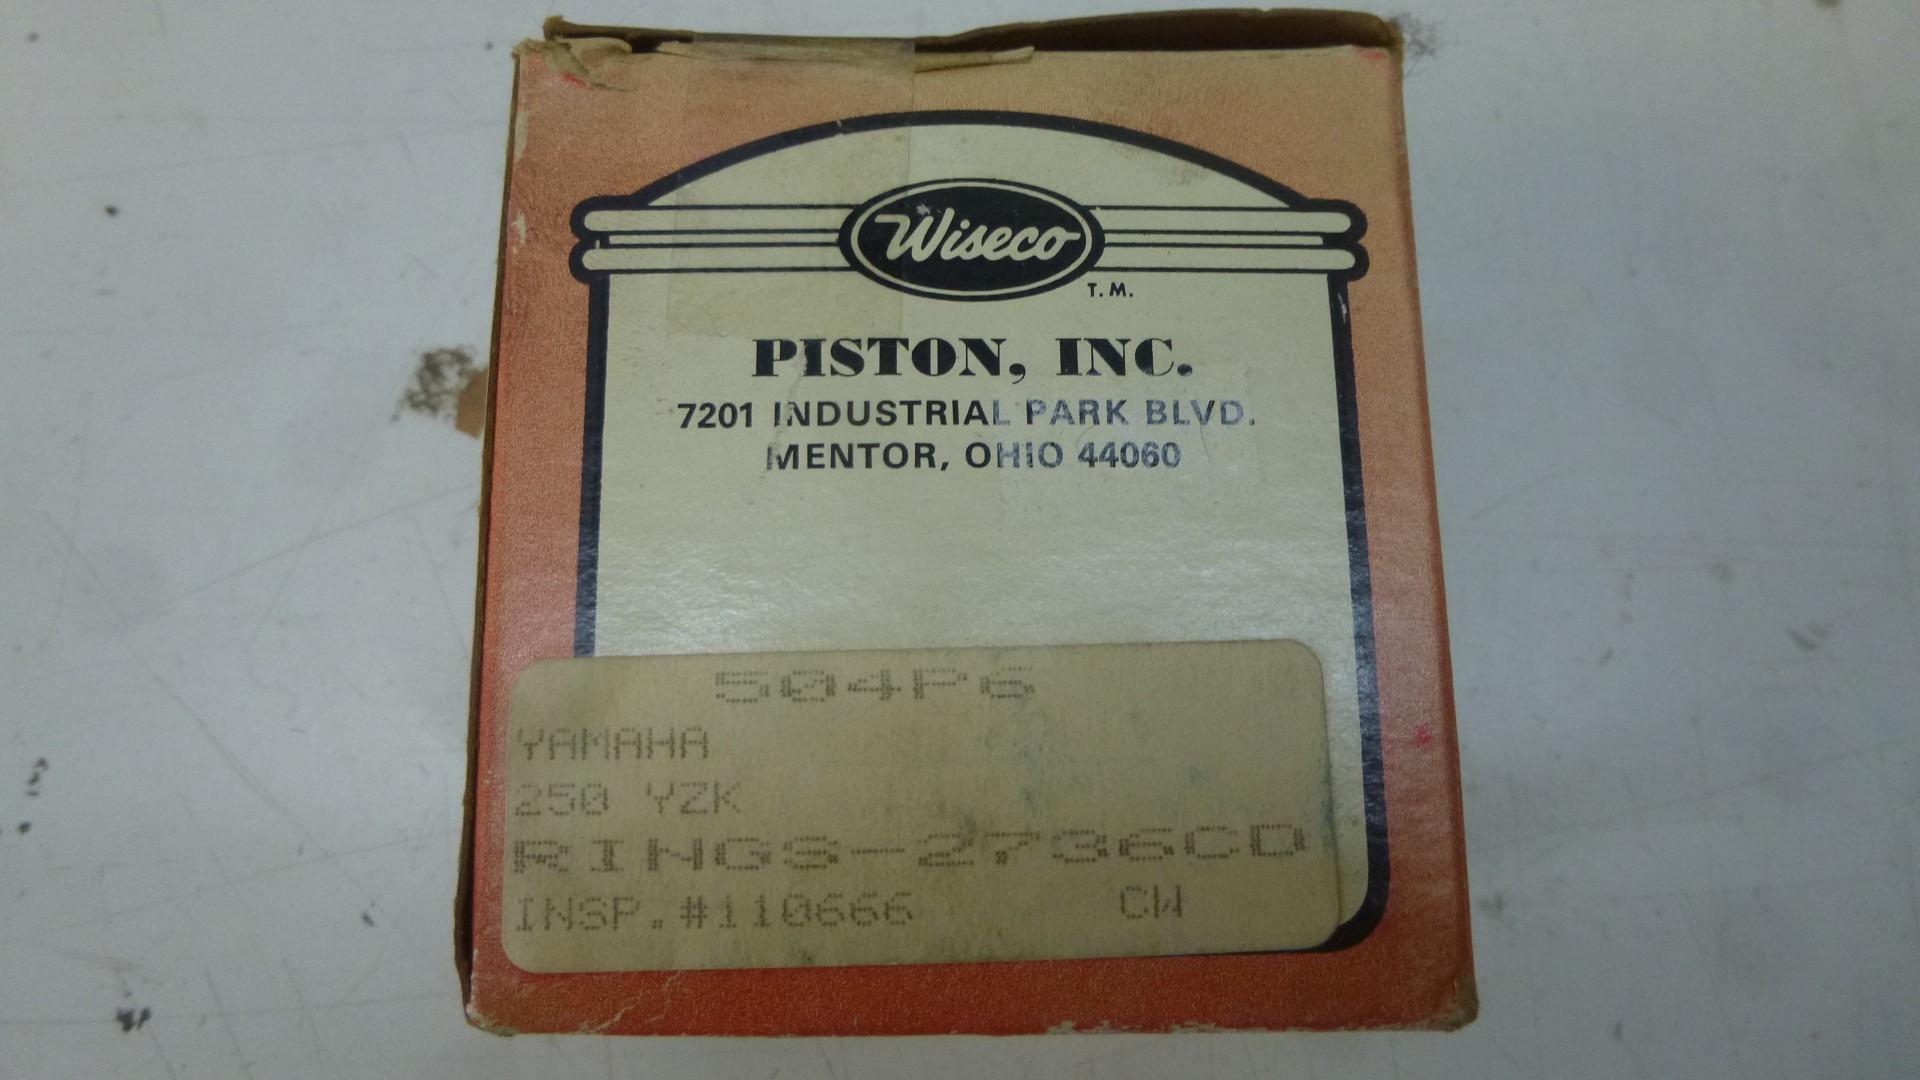 Wiseco
T.M.
PISTON, INC.
7201 INDUSTRIAL PARK BLVD.
MENTOR, OHIO 44060
504P6
YAMAHA
250 YZK
RINGS-2736CD
INSP.#110666 CW